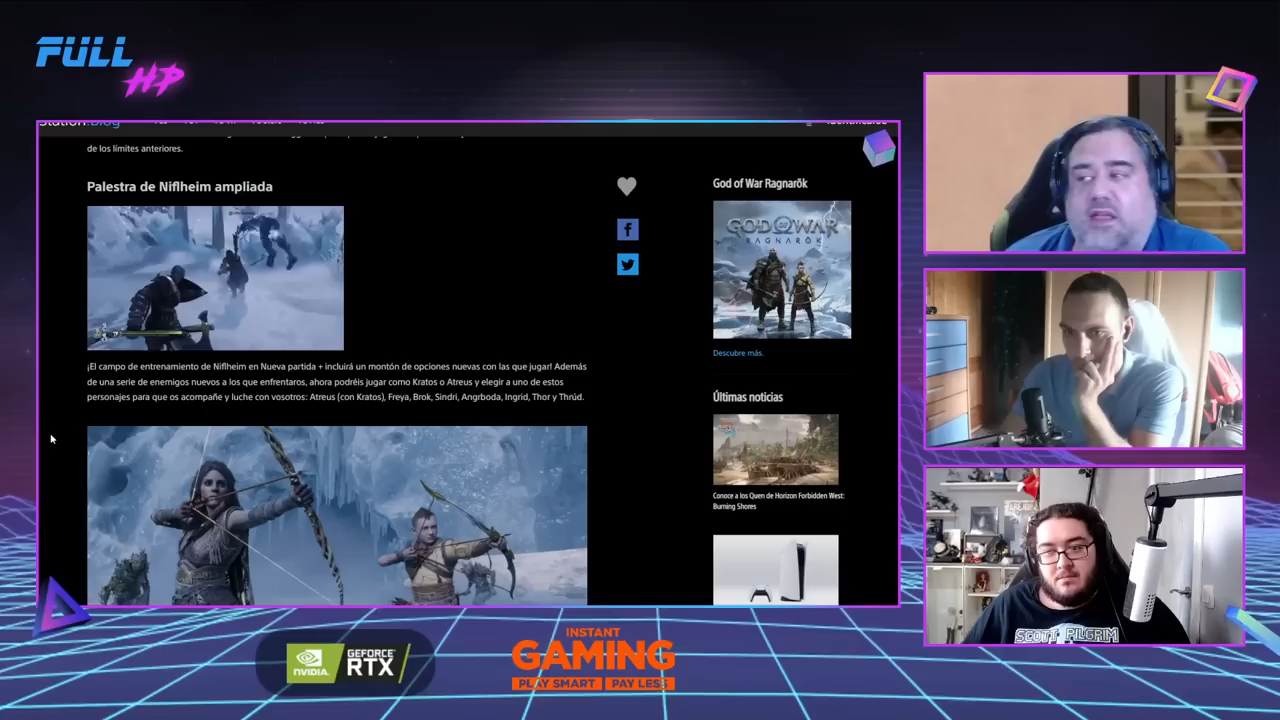 FULL
HP
Station.Blog
de los límites anteriores.
Palestra de Niflheim ampliada
¡El campo de entrenamiento de Niflheim en Nueva partida + incluirá un montón de opciones nuevas con las que jugar! Además
de una serie de enemigos nuevos a los que enfrentaros, ahora podréis jugar como Kratos o Atreus y elegir a uno de estos
personajes para que os acompañe y luche con vosotros: Atreus (con Kratos), Freya, Brok, Sindri, Angrboda, Ingrid, Thor y Thrúd.
God of War Ragnarök
GOD OF WAR
RAGNARÖK
Descubre más.
Últimas noticias
Conoce a los Quen de Horizon Forbidden West:
Burning Shores
SCOTT PILGRIM
NVIDIA.
GEFORCE
RTX
INSTANT
GAMING
PLAY SMART
PAY LESS